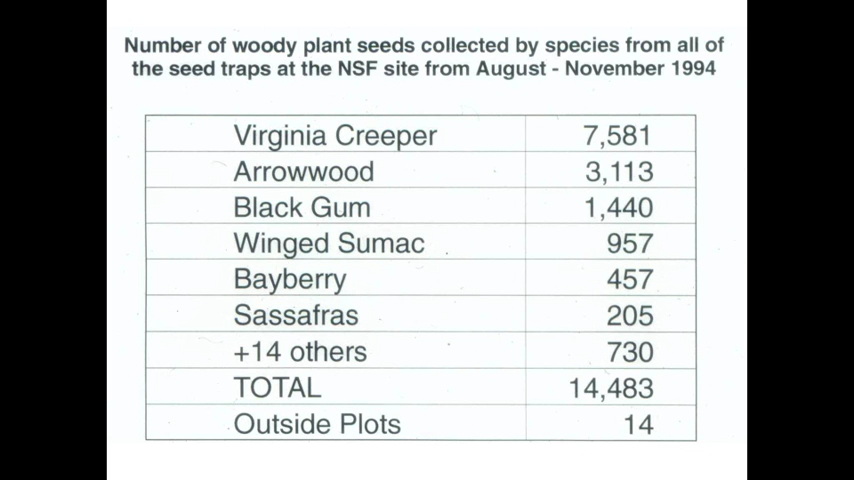 Number of woody plant seeds collected by species from all of
the seed traps at the NSF site from August - November 1994
Virginia Creeper 7,581
Arrowwood 3,113
Black Gum 1,440
Winged Sumac 957
Bayberry 457
Sassafras 205
+14 others 730
TOTAL 14,483
Outside Plots 14